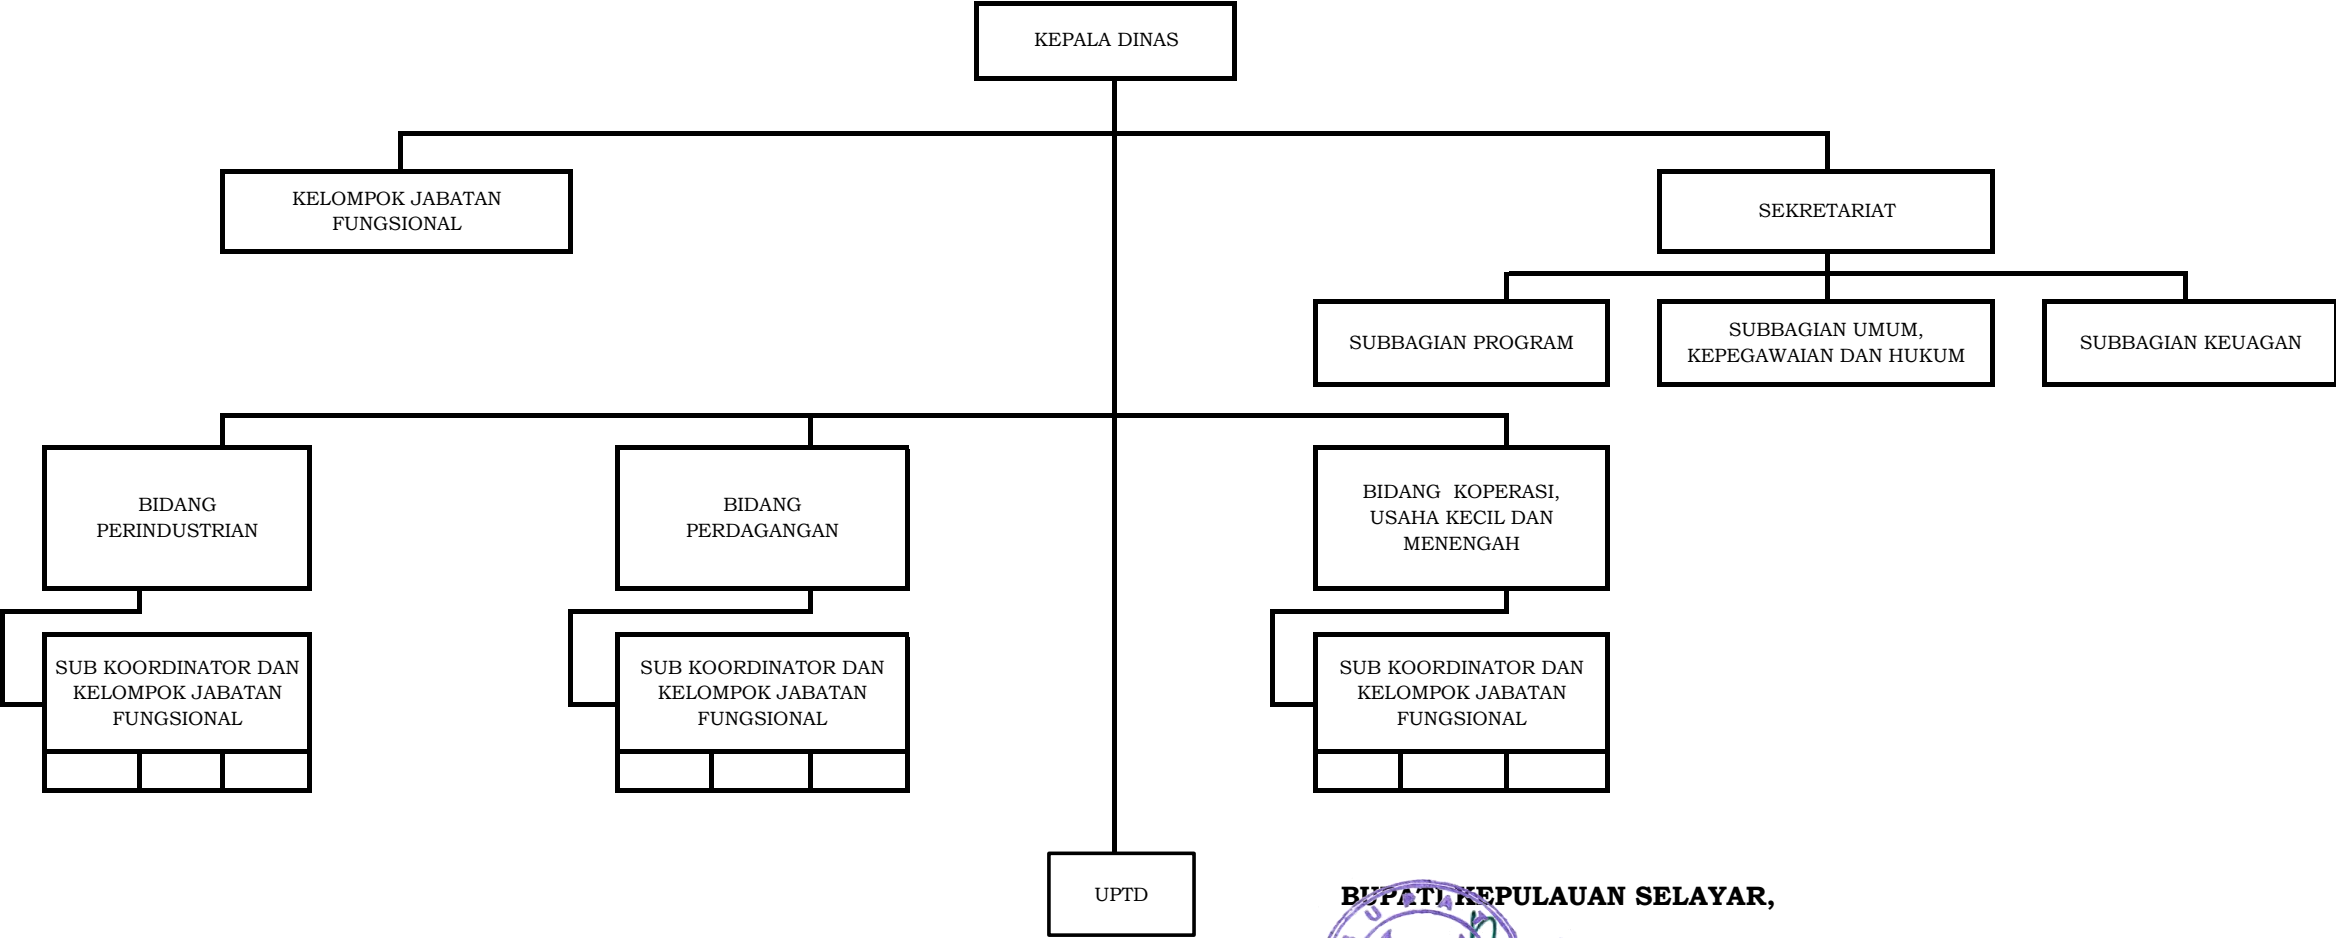 KEPALA DINAS
KELOMPOK JABATAN
FUNGSIONAL
SEKRETARIAT
SUBBAGIAN PROGRAM
SUBBAGIAN UMUM,
KEPEGAWAIAN DAN HUKUM
SUBBAGIAN KEUAGAN
BIDANG
PERINDUSTRIAN
BIDANG
PERDAGANGAN
BIDANG KOPERASI,
USAHA KECIL DAN
MENENGAH
SUB KOORDINATOR DAN
KELOMPOK JABATAN
FUNGSIONAL
SUB KOORDINATOR DAN
KELOMPOK JABATAN
FUNGSIONAL
SUB KOORDINATOR DAN
KELOMPOK JABATAN
FUNGSIONAL
UPTD
BUPATI KEPULAUAN SELAYAR,